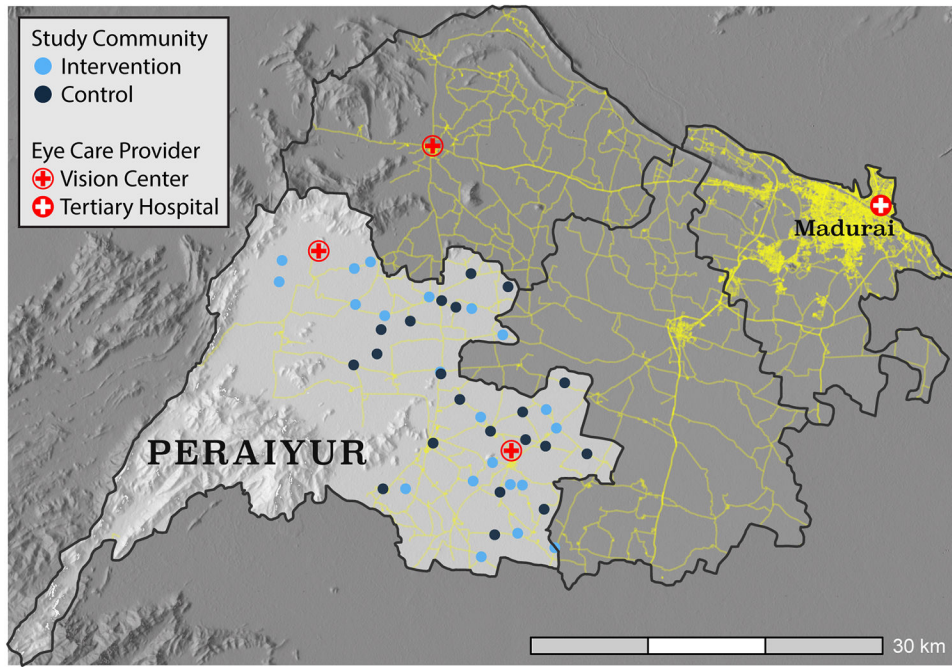 Study Community
Intervention
Control
Eye Care Provider
Vision Center
Tertiary Hospital
Madurai
PERAIYUR
30 km